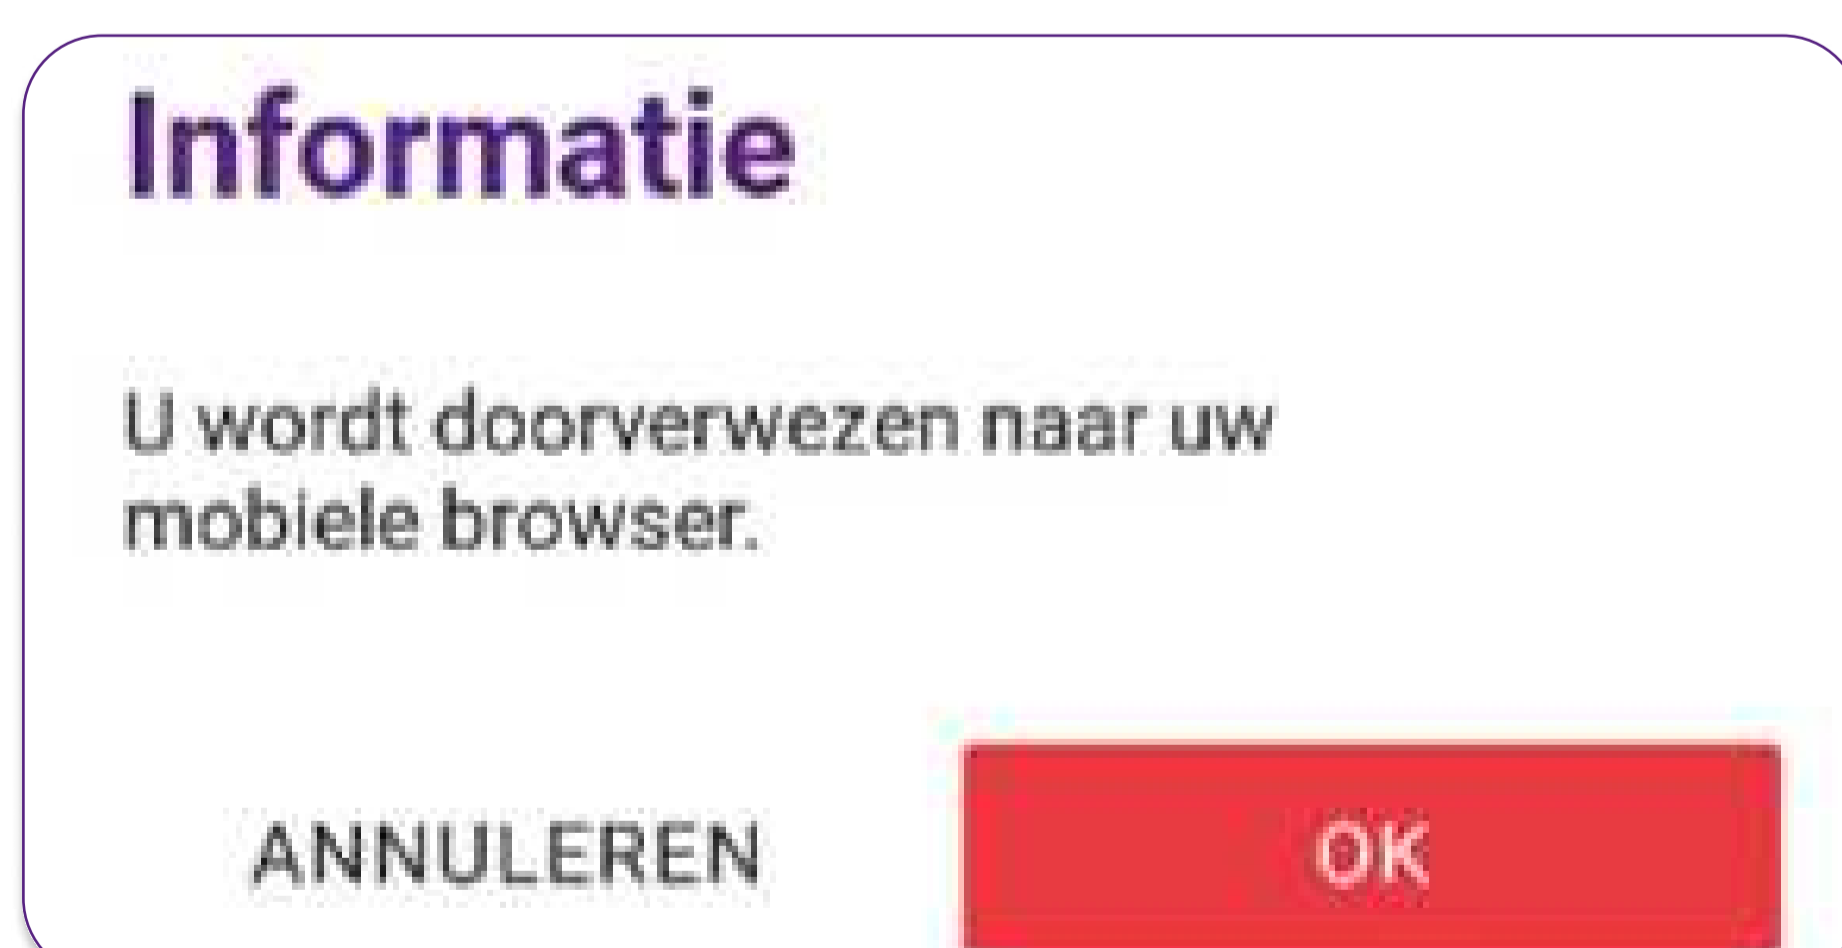 Informatie
U wordt doorverwezen naar uw
mobiele browser.
ANNULEREN
OK